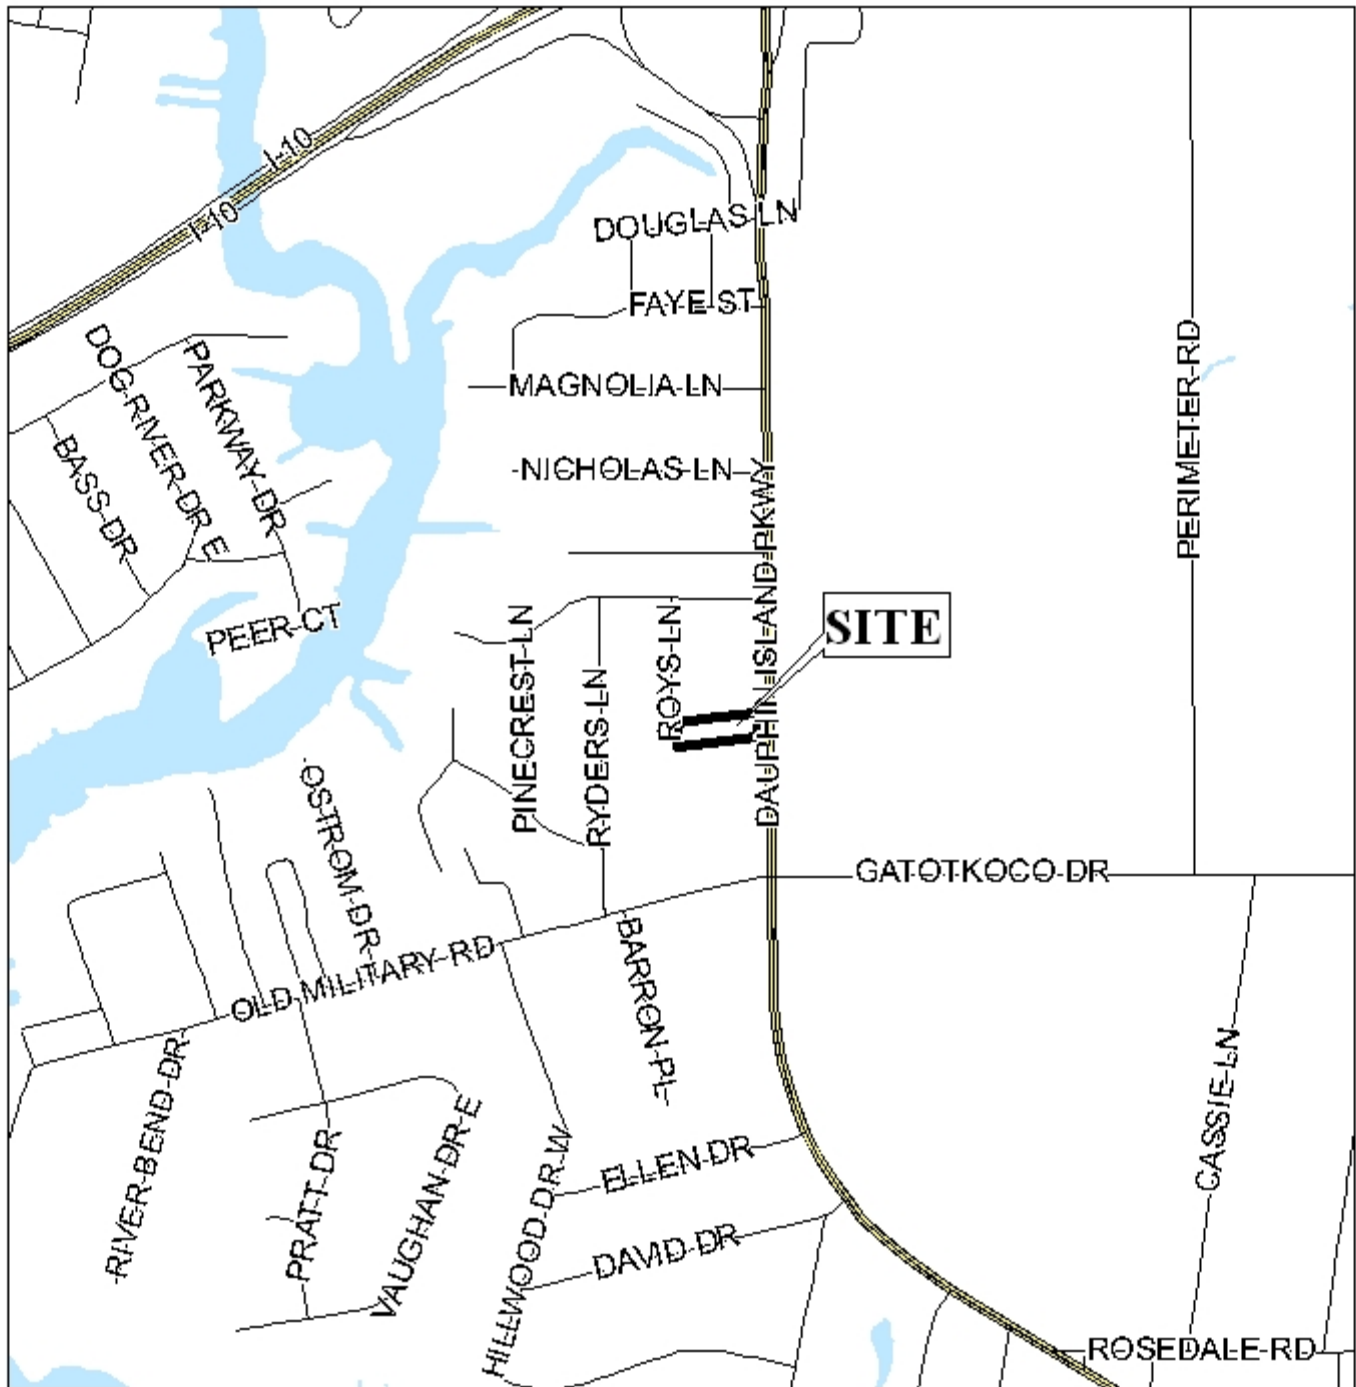 I-10
I-10
DOUGLAS LN
FAYE ST
MAGNOLIA LN
NICHOLAS LN
DOG RIVER DR E
PARKWAY DR
BASS DR
PEER CT
PERIMETER RD
DAUPHIN ISLAND PKWY
SITE
PINECREST LN
RYDERS LN
ROYS LN
OSTROM DR
GATOTKOCO DR
OLD MILITARY RD
BARRON PL
RIVER BEND DR
PRATT DR
VAUGHAN DR E
HILLWOOD DR W
ELLEN DR
DAVID DR
CASSIE LN
ROSEDALE RD